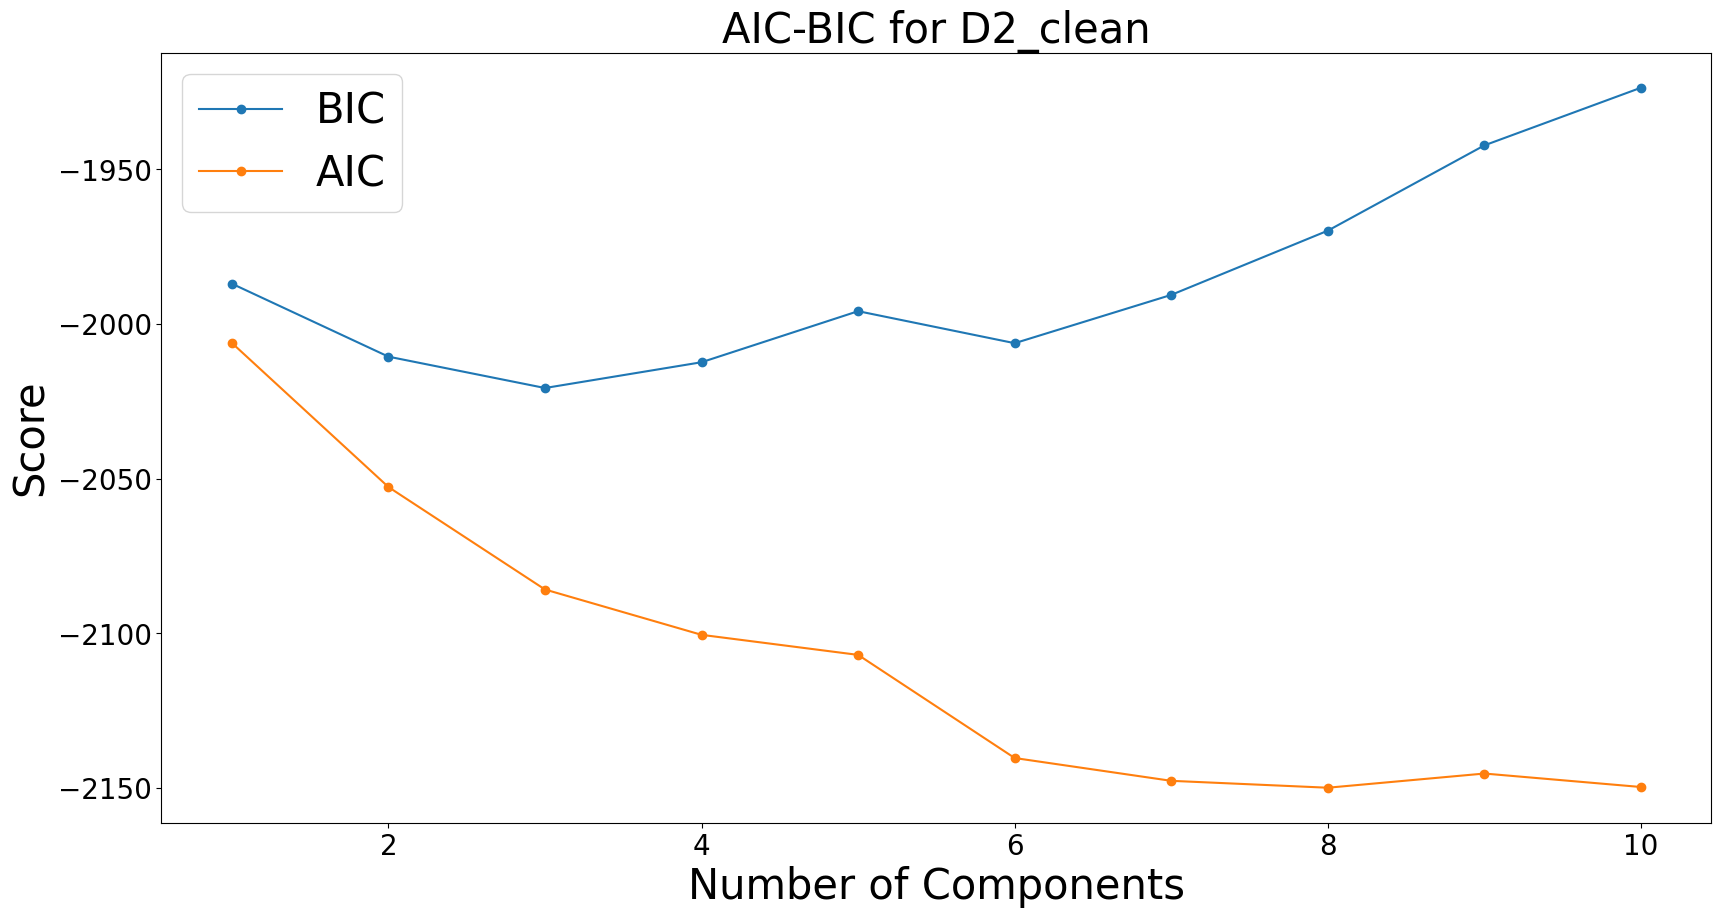 AIC-BIC for D2_clean
BIC
AIC
Score
−1950
−2000
−2050
−2100
−2150
2 4 6 8 10
Number of Components